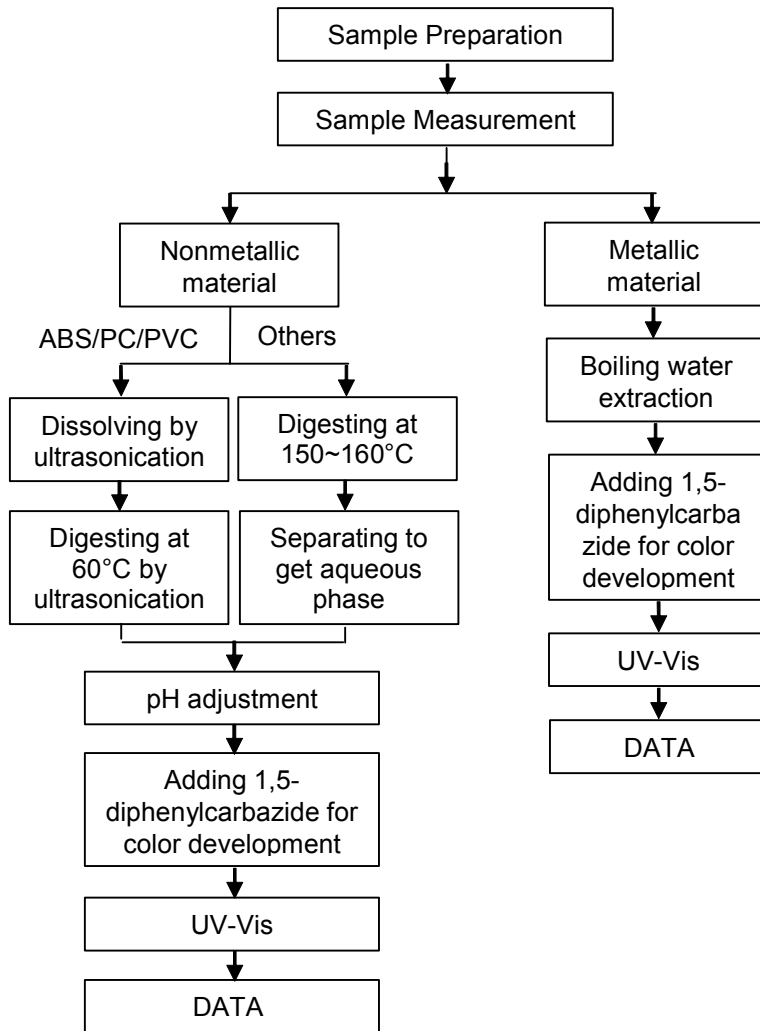 Sample Preparation
Sample Measurement
Nonmetallic
material
Metallic
material
ABS/PC/PVC
Others
Boiling water
extraction
Dissolving by
ultrasonication
Digesting at
150~160°C
Adding 1,5-
diphenylcarba
zide for color
development
Digesting at
60°C by
ultrasonication
Separating to
get aqueous
phase
UV-Vis
pH adjustment
DATA
Adding 1,5-
diphenylcarbazide for
color development
UV-Vis
DATA